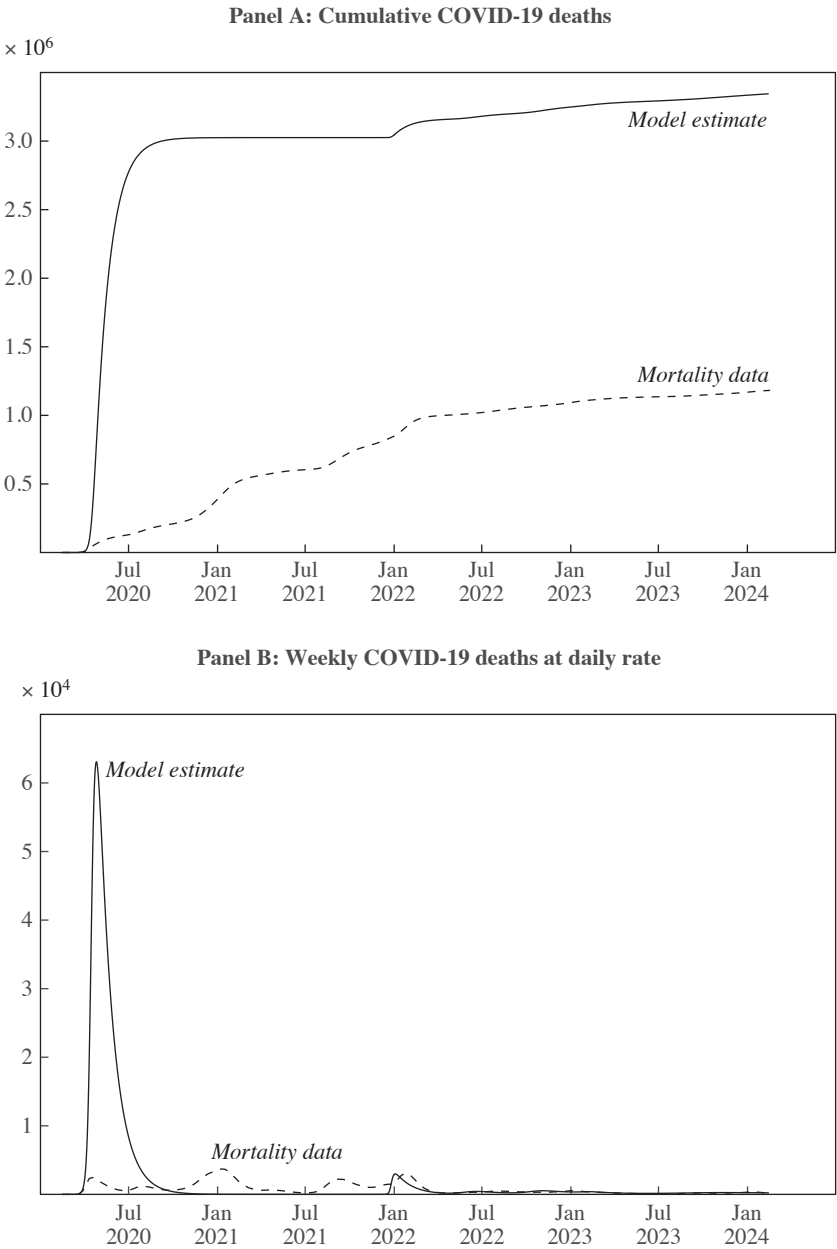 Panel A: Cumulative COVID-19 deaths
× 10⁶
3.0
Model estimate
2.5
2.0
1.5
Mortality data
1.0
0.5
Jul Jan Jul Jan Jul Jan Jul Jan
2020 2021 2021 2022 2022 2023 2023 2024
Panel B: Weekly COVID-19 deaths at daily rate
× 10⁴
Model estimate
6
5
4
3
2
Mortality data
1
Jul Jan Jul Jan Jul Jan Jul Jan
2020 2021 2021 2022 2022 2023 2023 2024